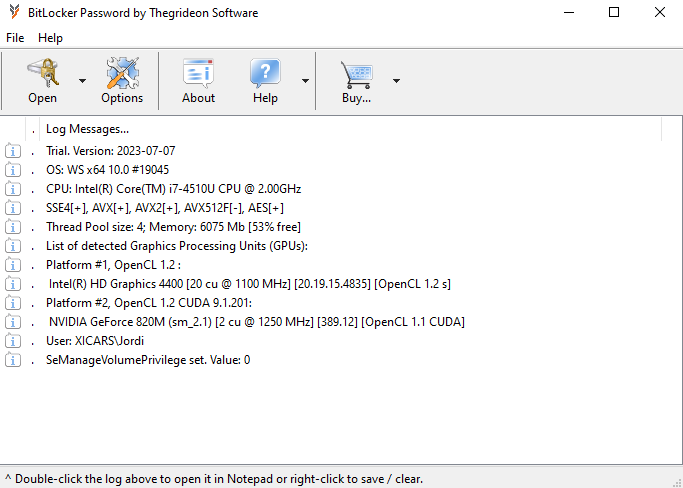 BitLocker Password by Thegrideon Software
File Help
Open Options About Help Buy...
. Log Messages...
. Trial. Version: 2023-07-07
. OS: WS x64 10.0 #19045
. CPU: Intel(R) Core(TM) i7-4510U CPU @ 2.00GHz
. SSE4[+], AVX[+], AVX2[+], AVX512F[-], AES[+]
. Thread Pool size: 4; Memory: 6075 Mb [53% free]
. List of detected Graphics Processing Units (GPUs):
. Platform #1, OpenCL 1.2 :
. Intel(R) HD Graphics 4400 [20 cu @ 1100 MHz] [20.19.15.4835] [OpenCL 1.2 s]
. Platform #2, OpenCL 1.2 CUDA 9.1.201:
. NVIDIA GeForce 820M (sm_2.1) [2 cu @ 1250 MHz] [389.12] [OpenCL 1.1 CUDA]
. User: XICARS\Jordi
. SeManageVolumePrivilege set. Value: 0
^ Double-click the log above to open it in Notepad or right-click to save / clear.